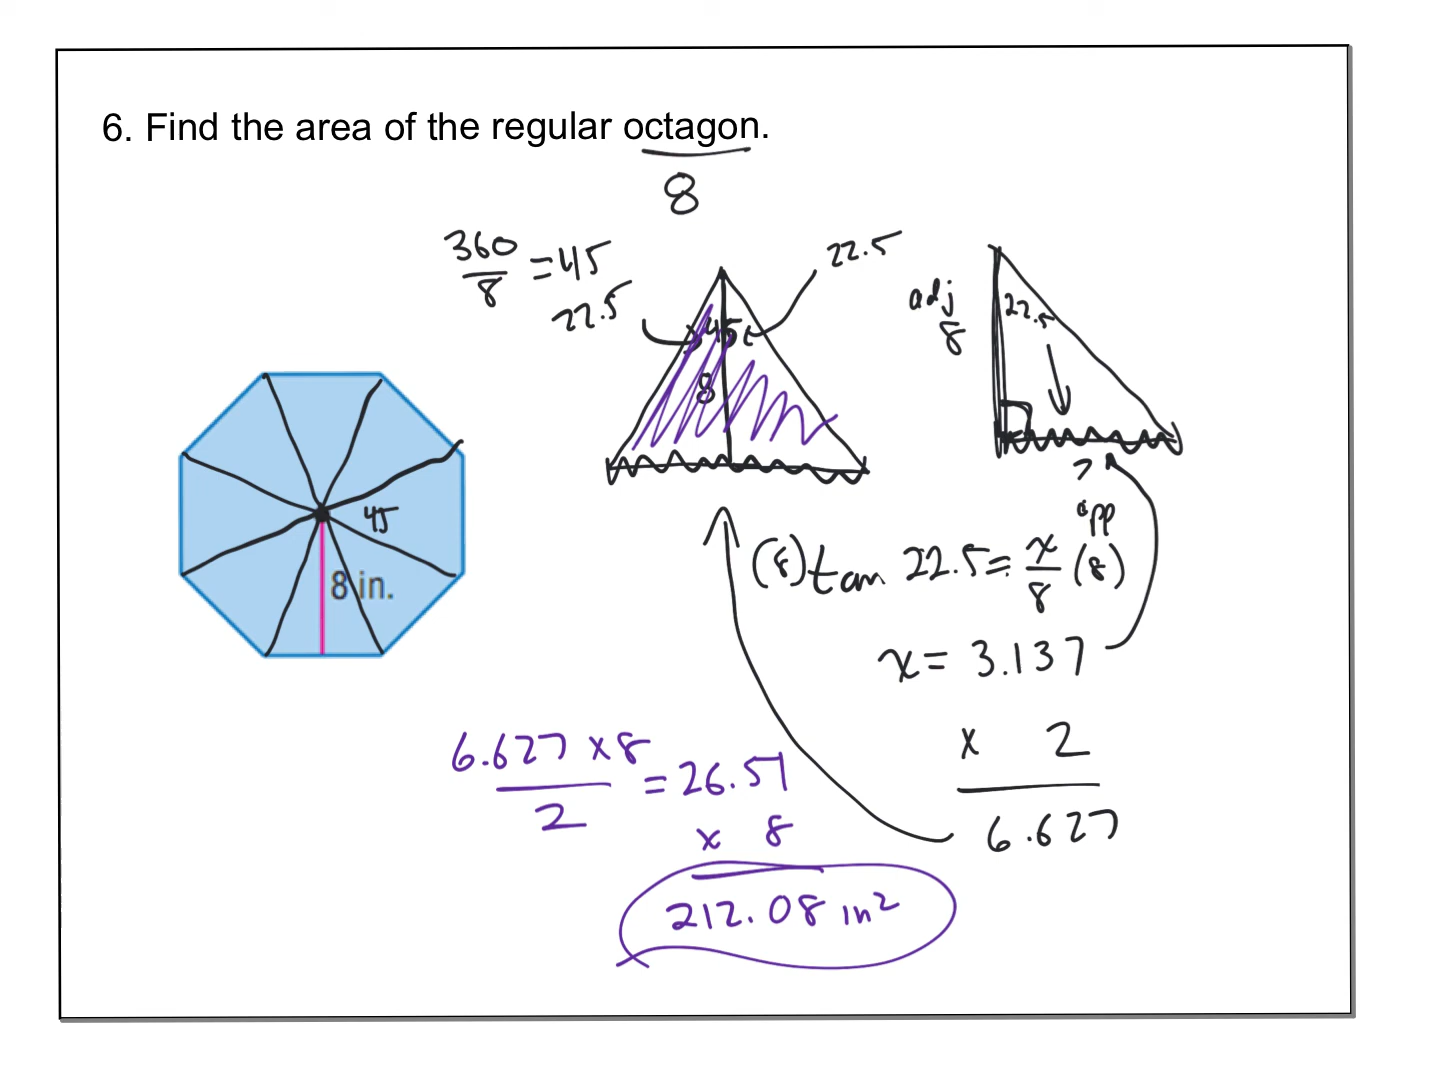 6. Find the area of the regular octagon.
8
360
8
=45
22.5
22.5
45
8
adj
8
22.5
?
opp
45
8 in.
(8) tan 22.5 = x/8 (8)
x = 3.137
x 2
6.627
6.627 x 8
2
= 26.51
x 8
212.08 in²